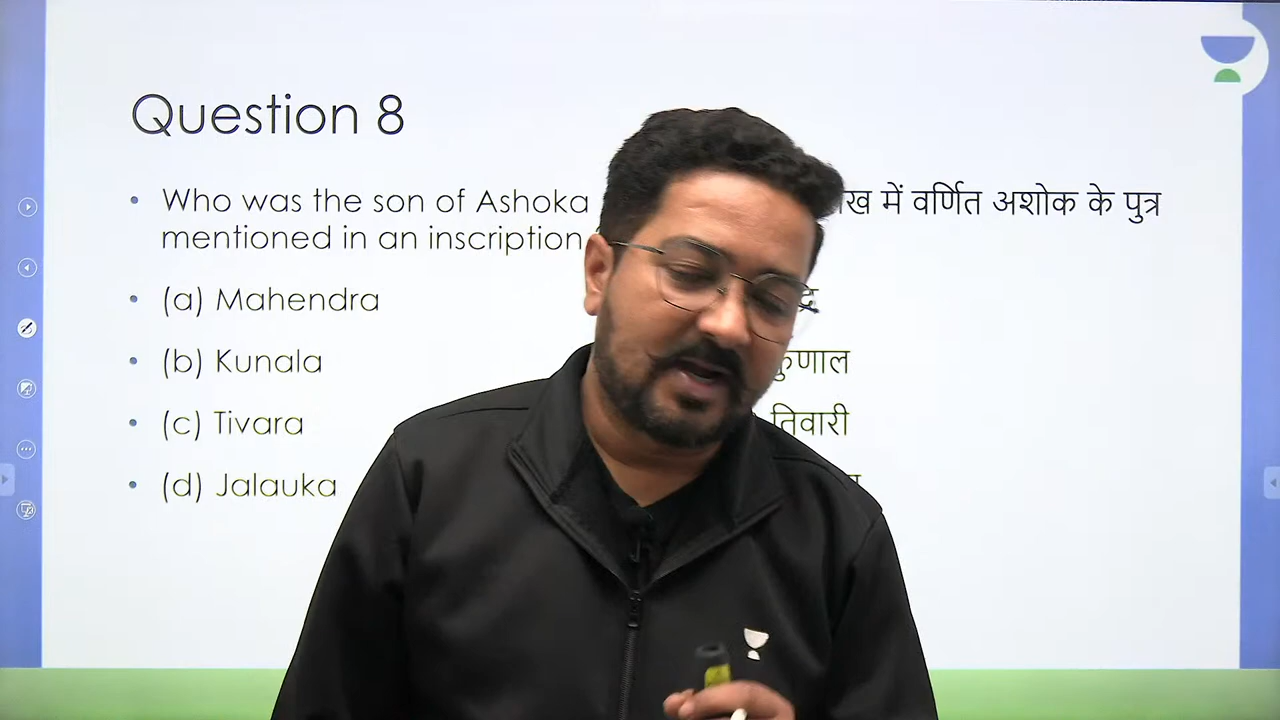 Question 8
• Who was the son of Ashoka
mentioned in an inscription
में वर्णित अशोक के पुत्र
• (a) Mahendra
• (b) Kunala
कुणाल
• (c) Tivara
तिवारी
• (d) Jalauka